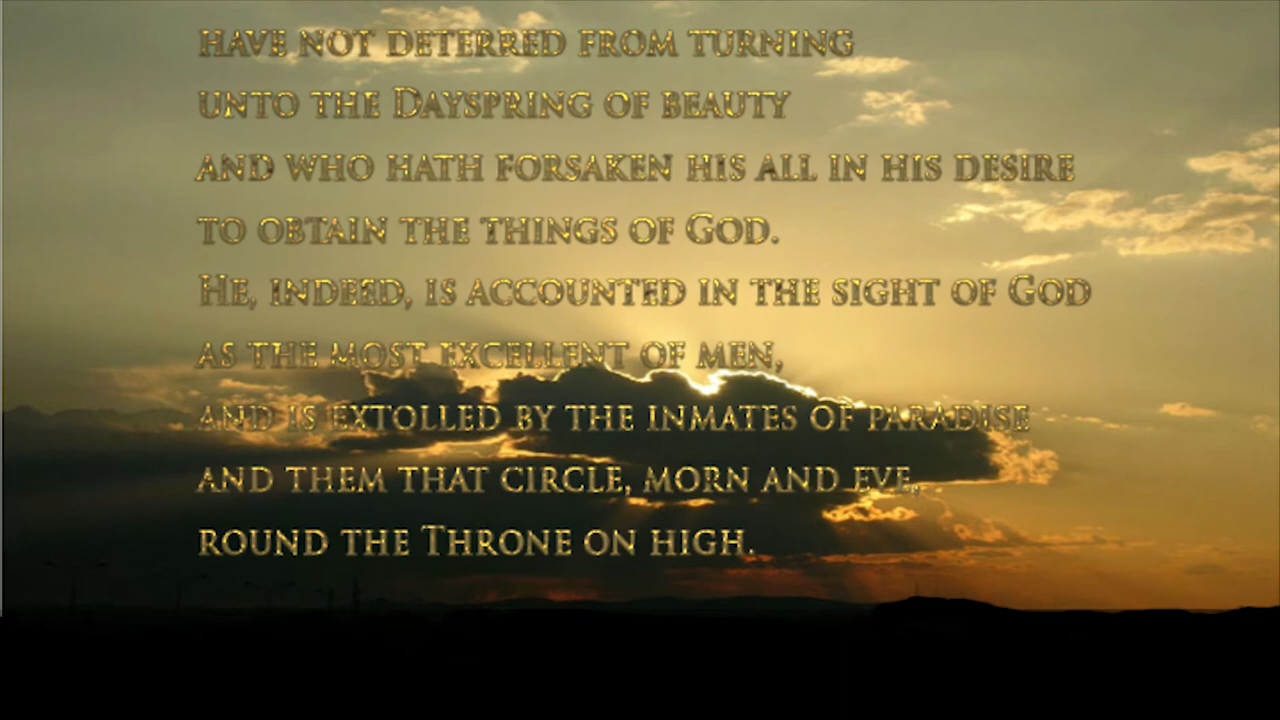 HAVE NOT DETERRED FROM TURNING
UNTO THE DAYSPRING OF BEAUTY
AND WHO HATH FORSAKEN HIS ALL IN HIS DESIRE
TO OBTAIN THE THINGS OF GOD.
HE, INDEED, IS ACCOUNTED IN THE SIGHT OF GOD
AS THE MOST EXCELLENT OF MEN,
AND IS EXTOLLED BY THE INMATES OF PARADISE
AND THEM THAT CIRCLE, MORN AND EVE,
ROUND THE THRONE ON HIGH.